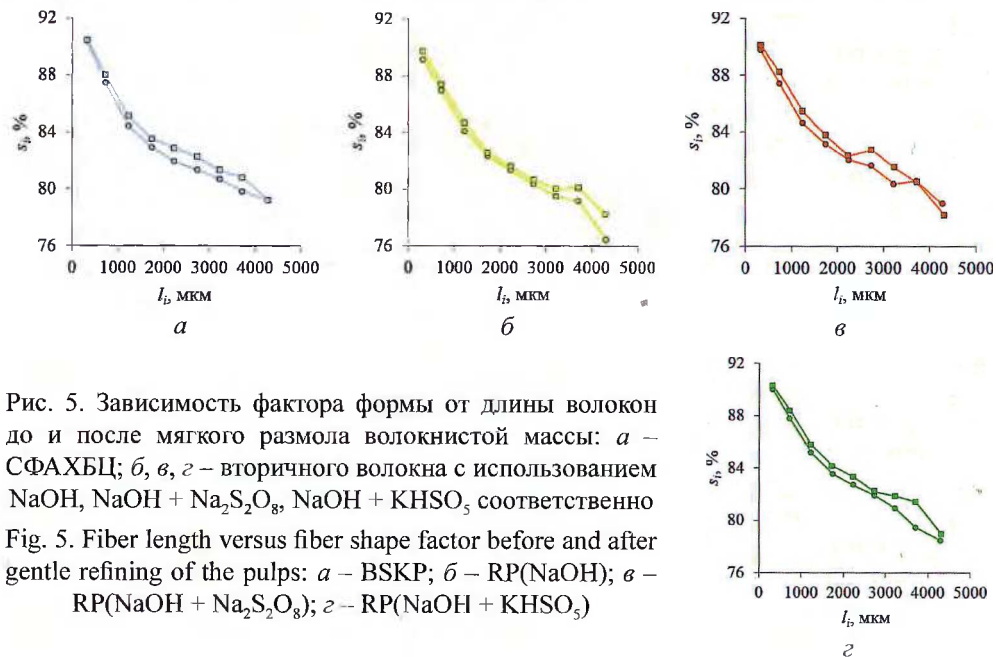 92
88
84
80
76
0 1000 2000 3000 4000 5000
s_i, %
l_i, мкм
а
92
88
84
80
76
0 1000 2000 3000 4000 5000
s_i, %
l_i, мкм
б
92
88
84
80
76
0 1000 2000 3000 4000 5000
s_i, %
l_i, мкм
в
92
88
84
80
76
0 1000 2000 3000 4000 5000
s_i, %
l_i, мкм
г
Рис. 5. Зависимость фактора формы от длины волокон
до и после мягкого размола волокнистой массы: а –
СФАХБЦ; б, в, г – вторичного волокна с использованием
NaOH, NaOH + Na₂S₂O₈, NaOH + KHSO₅ соответственно
Fig. 5. Fiber length versus fiber shape factor before and after
gentle refining of the pulps: а – BSKP; б – RP(NaOH); в –
RP(NaOH + Na₂S₂O₈); г – RP(NaOH + KHSO₅)